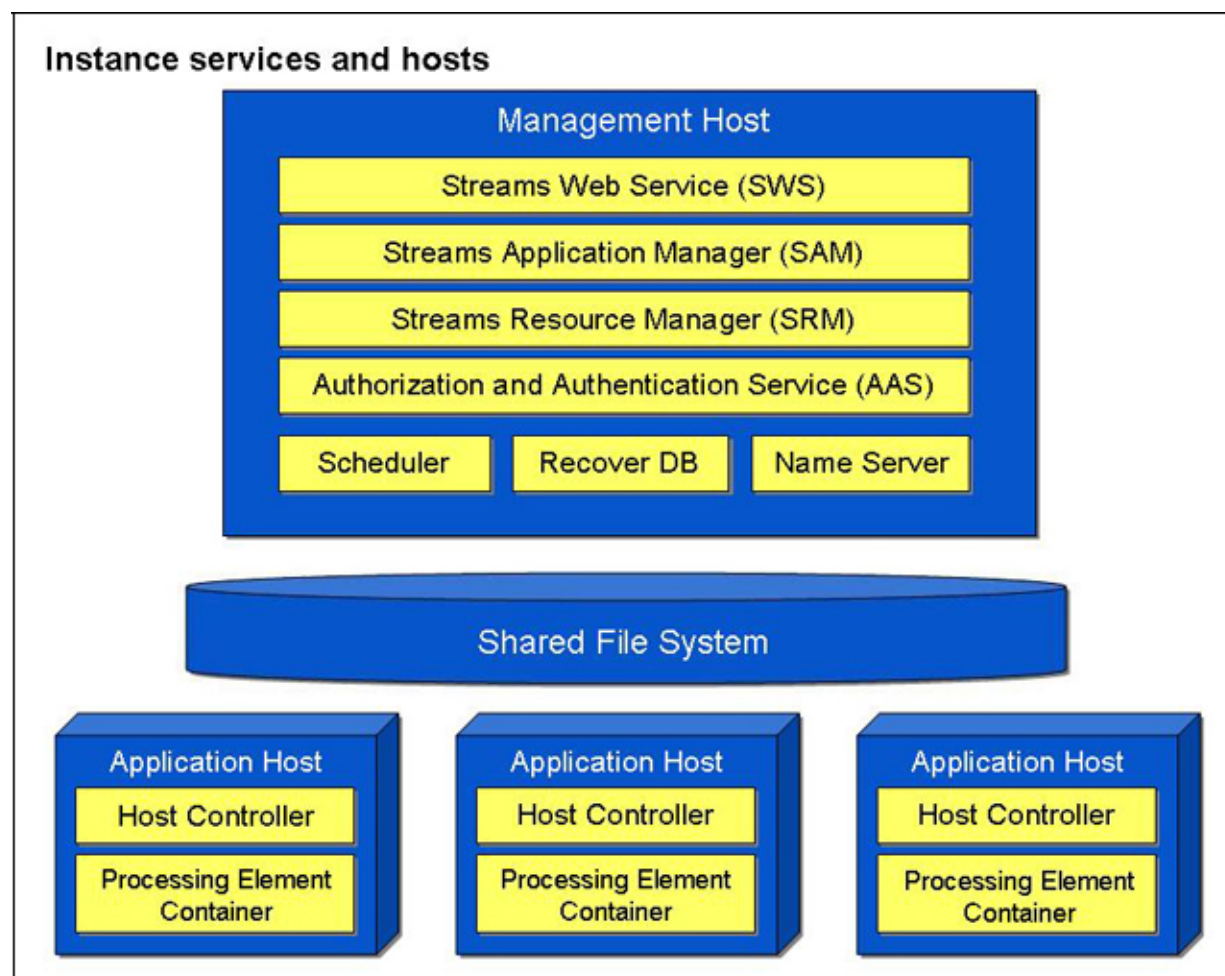 Instance services and hosts
Management Host
Streams Web Service (SWS)
Streams Application Manager (SAM)
Streams Resource Manager (SRM)
Authorization and Authentication Service (AAS)
Scheduler
Recover DB
Name Server
Shared File System
Application Host
Host Controller
Processing Element
Container
Application Host
Host Controller
Processing Element
Container
Application Host
Host Controller
Processing Element
Container